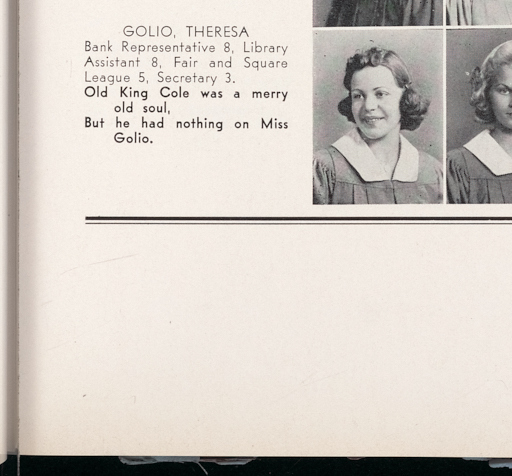 GOLIO, THERESA
Bank Representative 8, Library
Assistant 8, Fair and Square
League 5, Secretary 3.
Old King Cole was a merry
old soul,
But he had nothing on Miss
Golio.